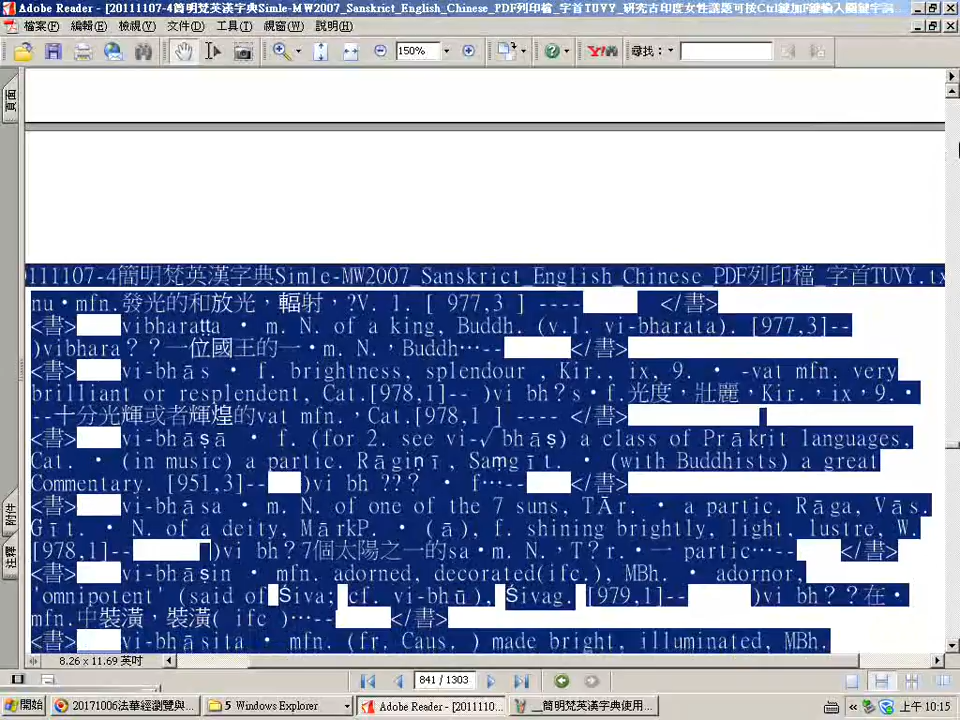 Adobe Reader - [20111107-4簡明梵英漢字典Simle-MW2007_Sanskrict_English_Chinese_PDF列印檔_字首TUVY_研究古印度女性議題可按Ctrl鍵加F鍵輸入關鍵字詞...
檔案(F) 編輯(E) 檢視(V) 文件(D) 工具(T) 視窗(W) 說明(H)
150% Y! 尋找：
頁面
0111107-4簡明梵英漢字典Simle-MW2007_Sanskrict_English_Chinese_PDF列印檔_字首TUVY.tx
nu‧mfn.發光的和放光，輻射，?V. 1. [ 977,3 ] ---- </書>
<書> vibharaṭṭa ‧ m. N. of a king, Buddh. (v.l. vi-bharata). [977,3]--
)vibhara？？一位國王的一‧m. N.，Buddh…-- </書>
<書> vi-bhās ‧ f. brightness, splendour , Kir., ix, 9. ‧ -vat mfn. very
brilliant or resplendent, Cat.[978,1]-- )vi bh？s‧f.光度，壯麗，Kir.，ix，9.‧
--十分光輝或者輝煌的vat mfn.，Cat.[978,1 ] ----- </書>
<書> vi-bhāṣā ‧ f. (for 2. see vi-√bhāṣ) a class of Prākṛit languages,
Cat. ‧ (in music) a partic. Rāgiṇī, Saṃgīt. ‧ (with Buddhists) a great
Commentary. [951,3]-- )vi bh ??? ‧ f…-- </書>
<書> vi-bhāsa ‧ m. N. of one of the 7 suns, TĀr. ‧ a partic. Rāga, Vās.
Gīt. ‧ N. of a deity, MārkP. ‧ (ā), f. shining brightly, light, lustre, W.
[978,1]-- )vi bh？7個太陽之一的sa‧m. N.，T？r.‧一 partic…-- </書>
<書> vi-bhāṣin ‧ mfn. adorned, decorated(ifc.), MBh. ‧ adornor,
'omnipotent' (said of Śiva; cf. vi-bhū), Śivag. [979,1]-- )vi bh？？在‧
mfn.中裝潢，裝潢( ifc )…-- </書>
<書> vi-bhāsita ‧ mfn. (fr. Caus. ) made bright, illuminated, MBh.
附件
注釋
8.26 x 11.69 英吋
841 / 1303
開始 20171006法華經瀏覽與... 5 Windows Explorer Adobe Reader - [201110... __簡明梵英漢字典使用... 上午 10:15